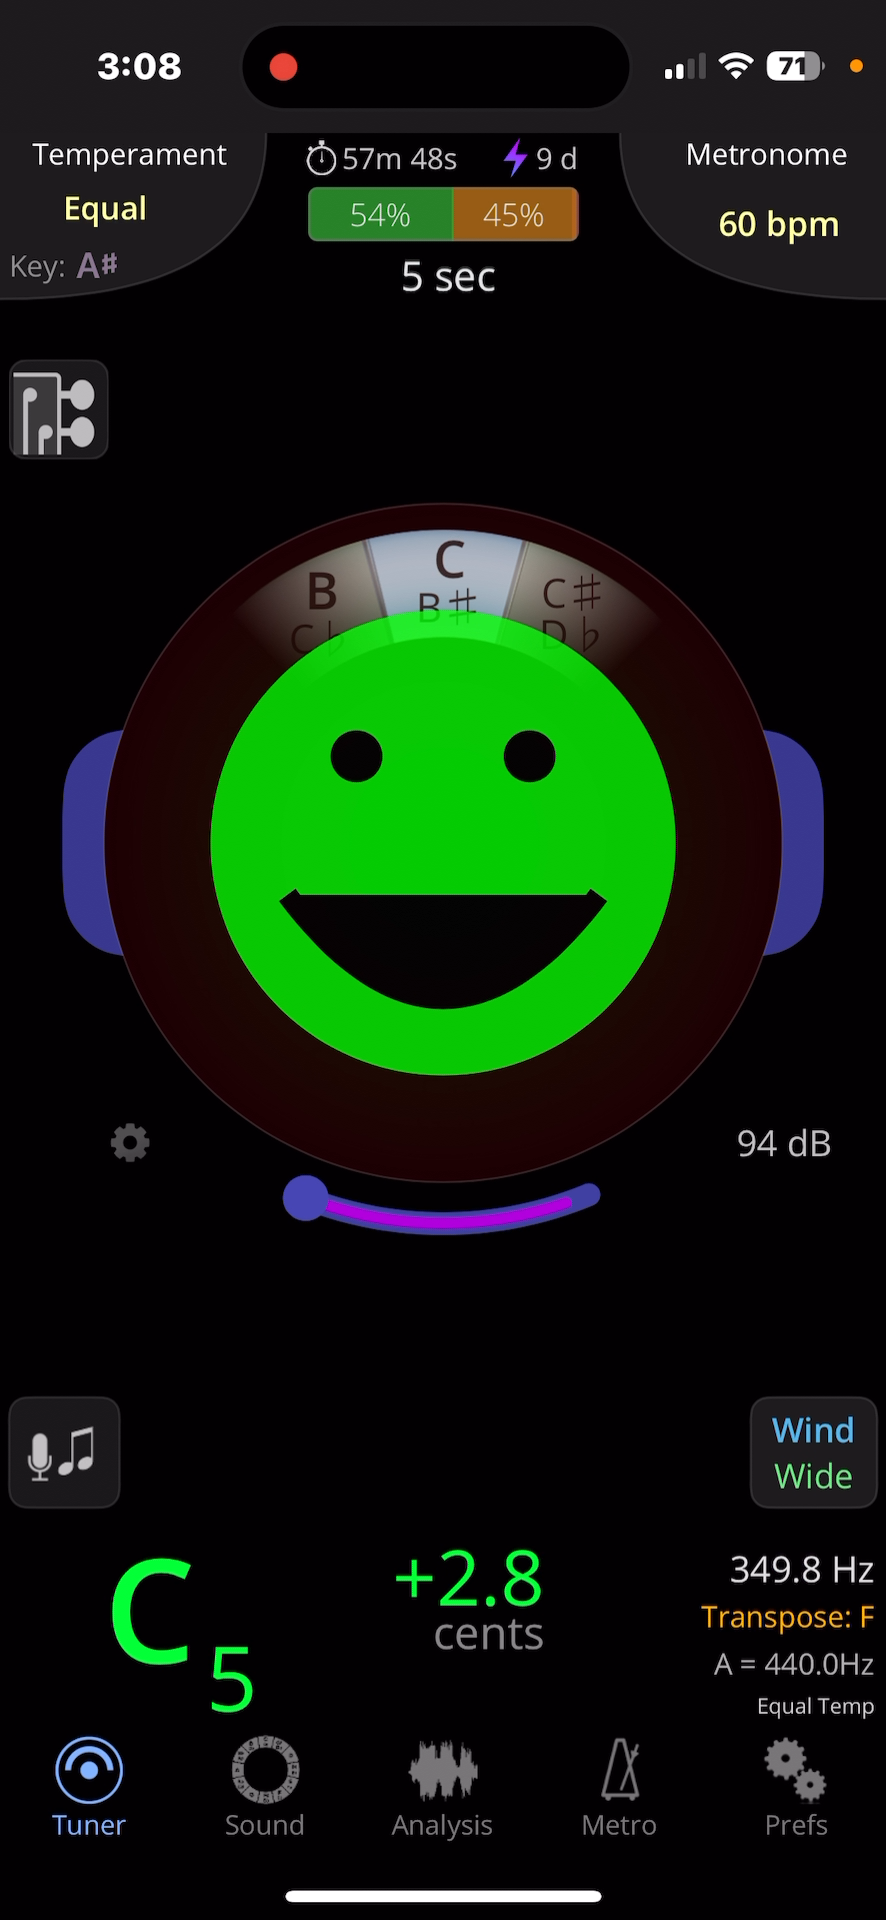 3:08
71
Temperament
Equal
Key: A#
57m 48s
9 d
54%
45%
5 sec
Metronome
60 bpm
B
C♭
C
B♯
C♯
D♭
94 dB
Wind
Wide
C5
+2.8
cents
349.8 Hz
Transpose: F
A = 440.0Hz
Equal Temp
Tuner
Sound
Analysis
Metro
Prefs